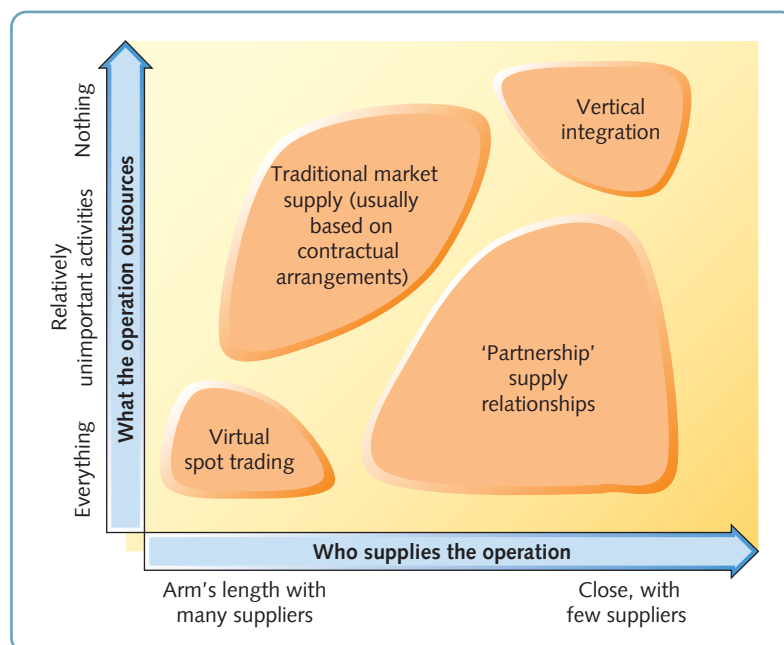 Nothing
Relatively
unimportant activities
Everything
What the operation outsources
Vertical
integration
Traditional market
supply (usually
based on
contractual
arrangements)
'Partnership'
supply
relationships
Virtual
spot trading
Who supplies the operation
Arm's length with
many suppliers
Close, with
few suppliers